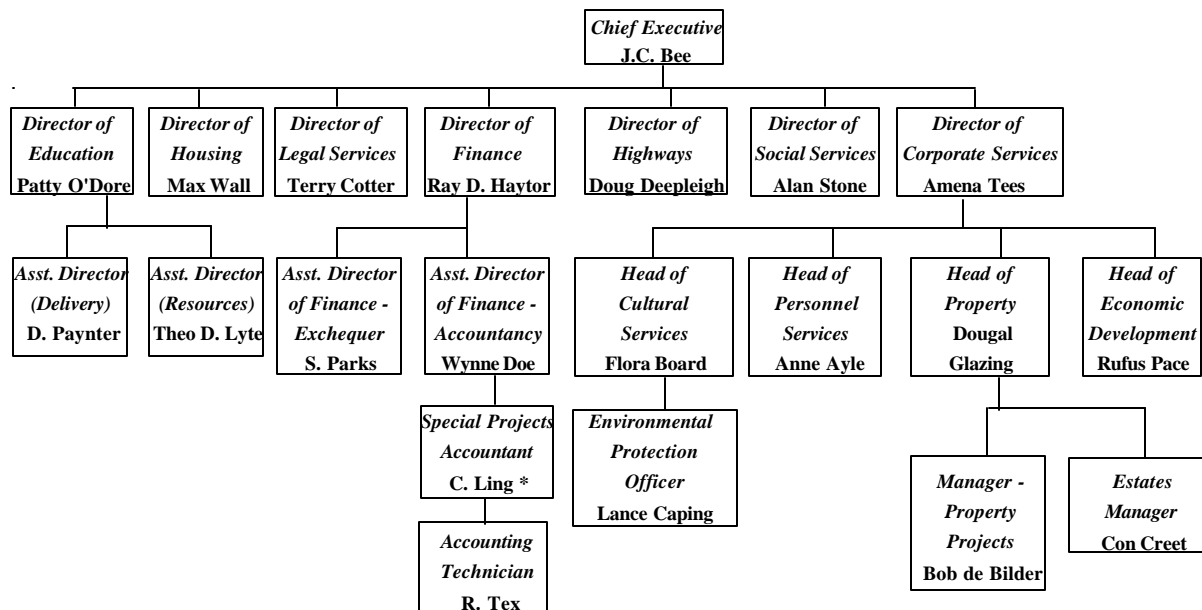 Chief Executive
J.C. Bee
Director of
Education
Patty O'Dore
Director of
Housing
Max Wall
Director of
Legal Services
Terry Cotter
Director of
Finance
Ray D. Haytor
Director of
Highways
Doug Deepleigh
Director of
Social Services
Alan Stone
Director of
Corporate Services
Amena Tees
Asst. Director
(Delivery)
D. Paynter
Asst. Director
(Resources)
Theo D. Lyte
Asst. Director
of Finance -
Exchequer
S. Parks
Asst. Director
of Finance -
Accountancy
Wynne Doe
Head of
Cultural
Services
Flora Board
Head of
Personnel
Services
Anne Ayle
Head of
Property
Dougal
Glazing
Head of
Economic
Development
Rufus Pace
Special Projects
Accountant
C. Ling *
Environmental
Protection
Officer
Lance Caping
Manager -
Property
Projects
Bob de Bilder
Estates
Manager
Con Creet
Accounting
Technician
R. Tex